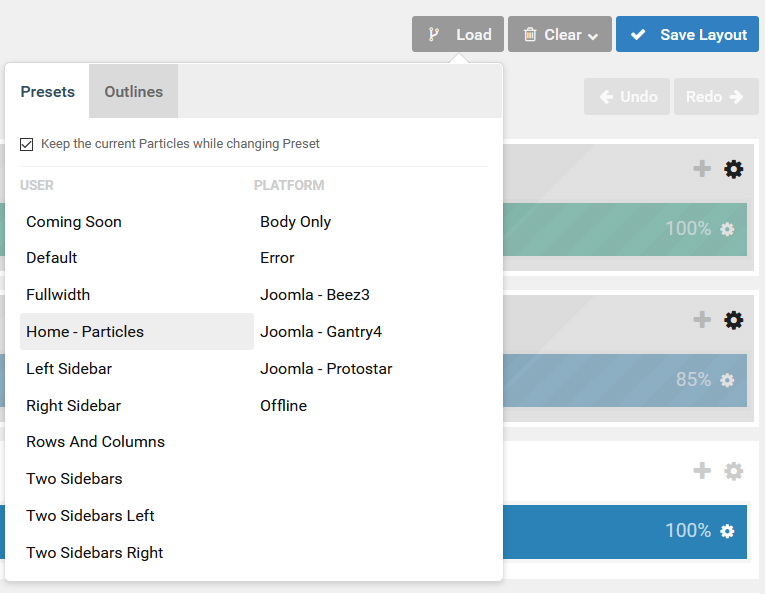 Load Clear Save Layout
Presets Outlines
Undo Redo
Keep the current Particles while changing Preset
USER PLATFORM
Coming Soon Body Only
Default Error
Fullwidth Joomla - Beez3
Home - Particles Joomla - Gantry4
Left Sidebar Joomla - Protostar
Right Sidebar Offline
Rows And Columns
Two Sidebars
Two Sidebars Left
Two Sidebars Right
100%
85%
100%